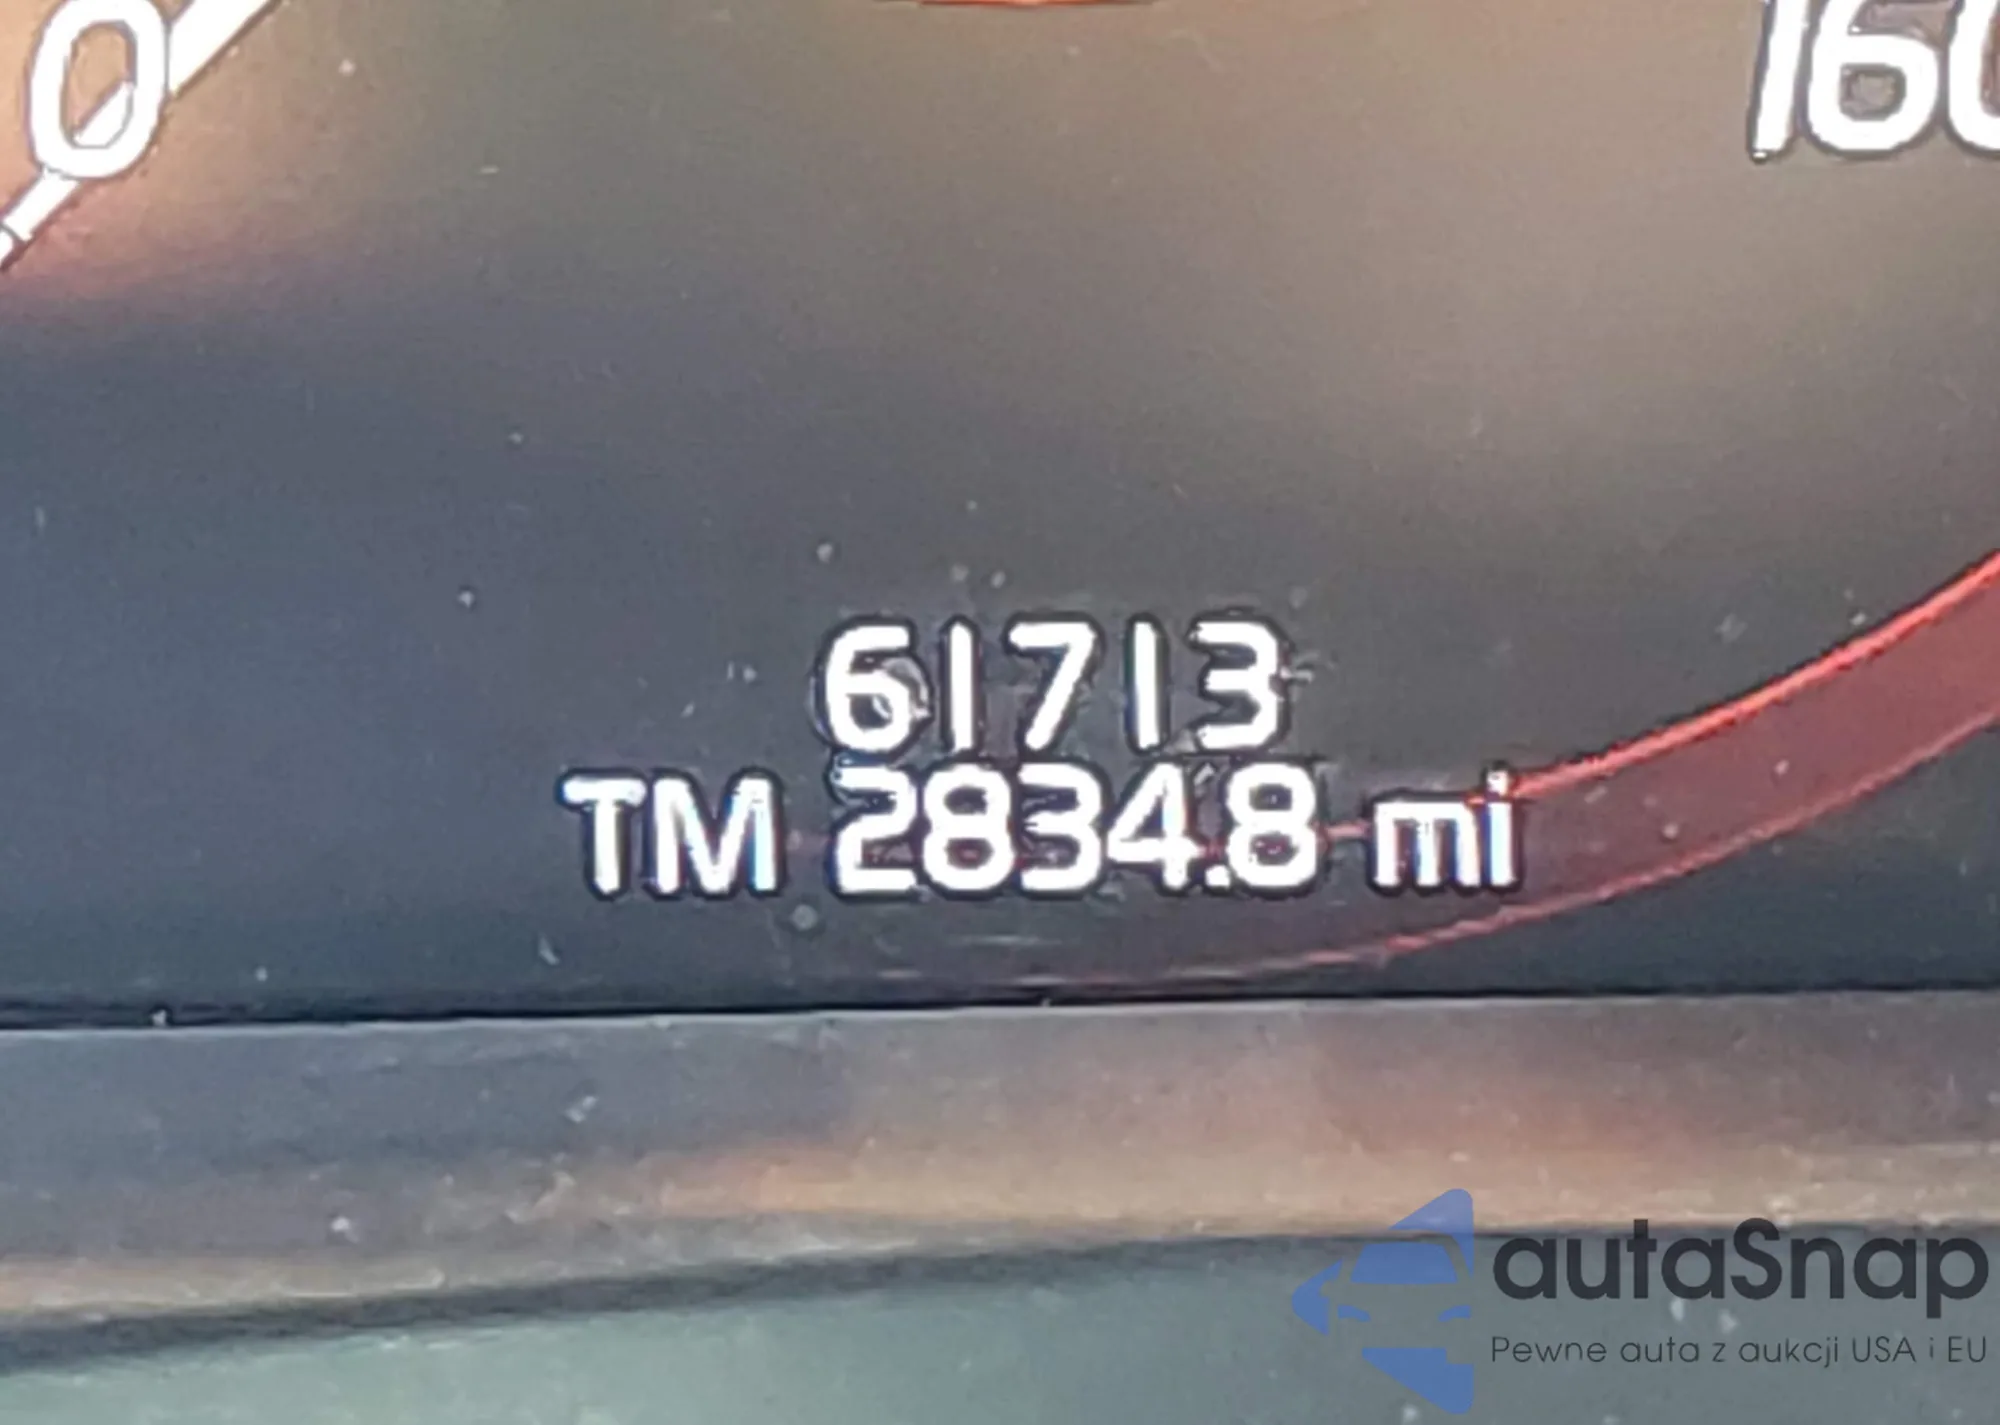 0
160
61713
TM 2834.8 mi
autaSnap
Pewne auta z aukcji USA i EU